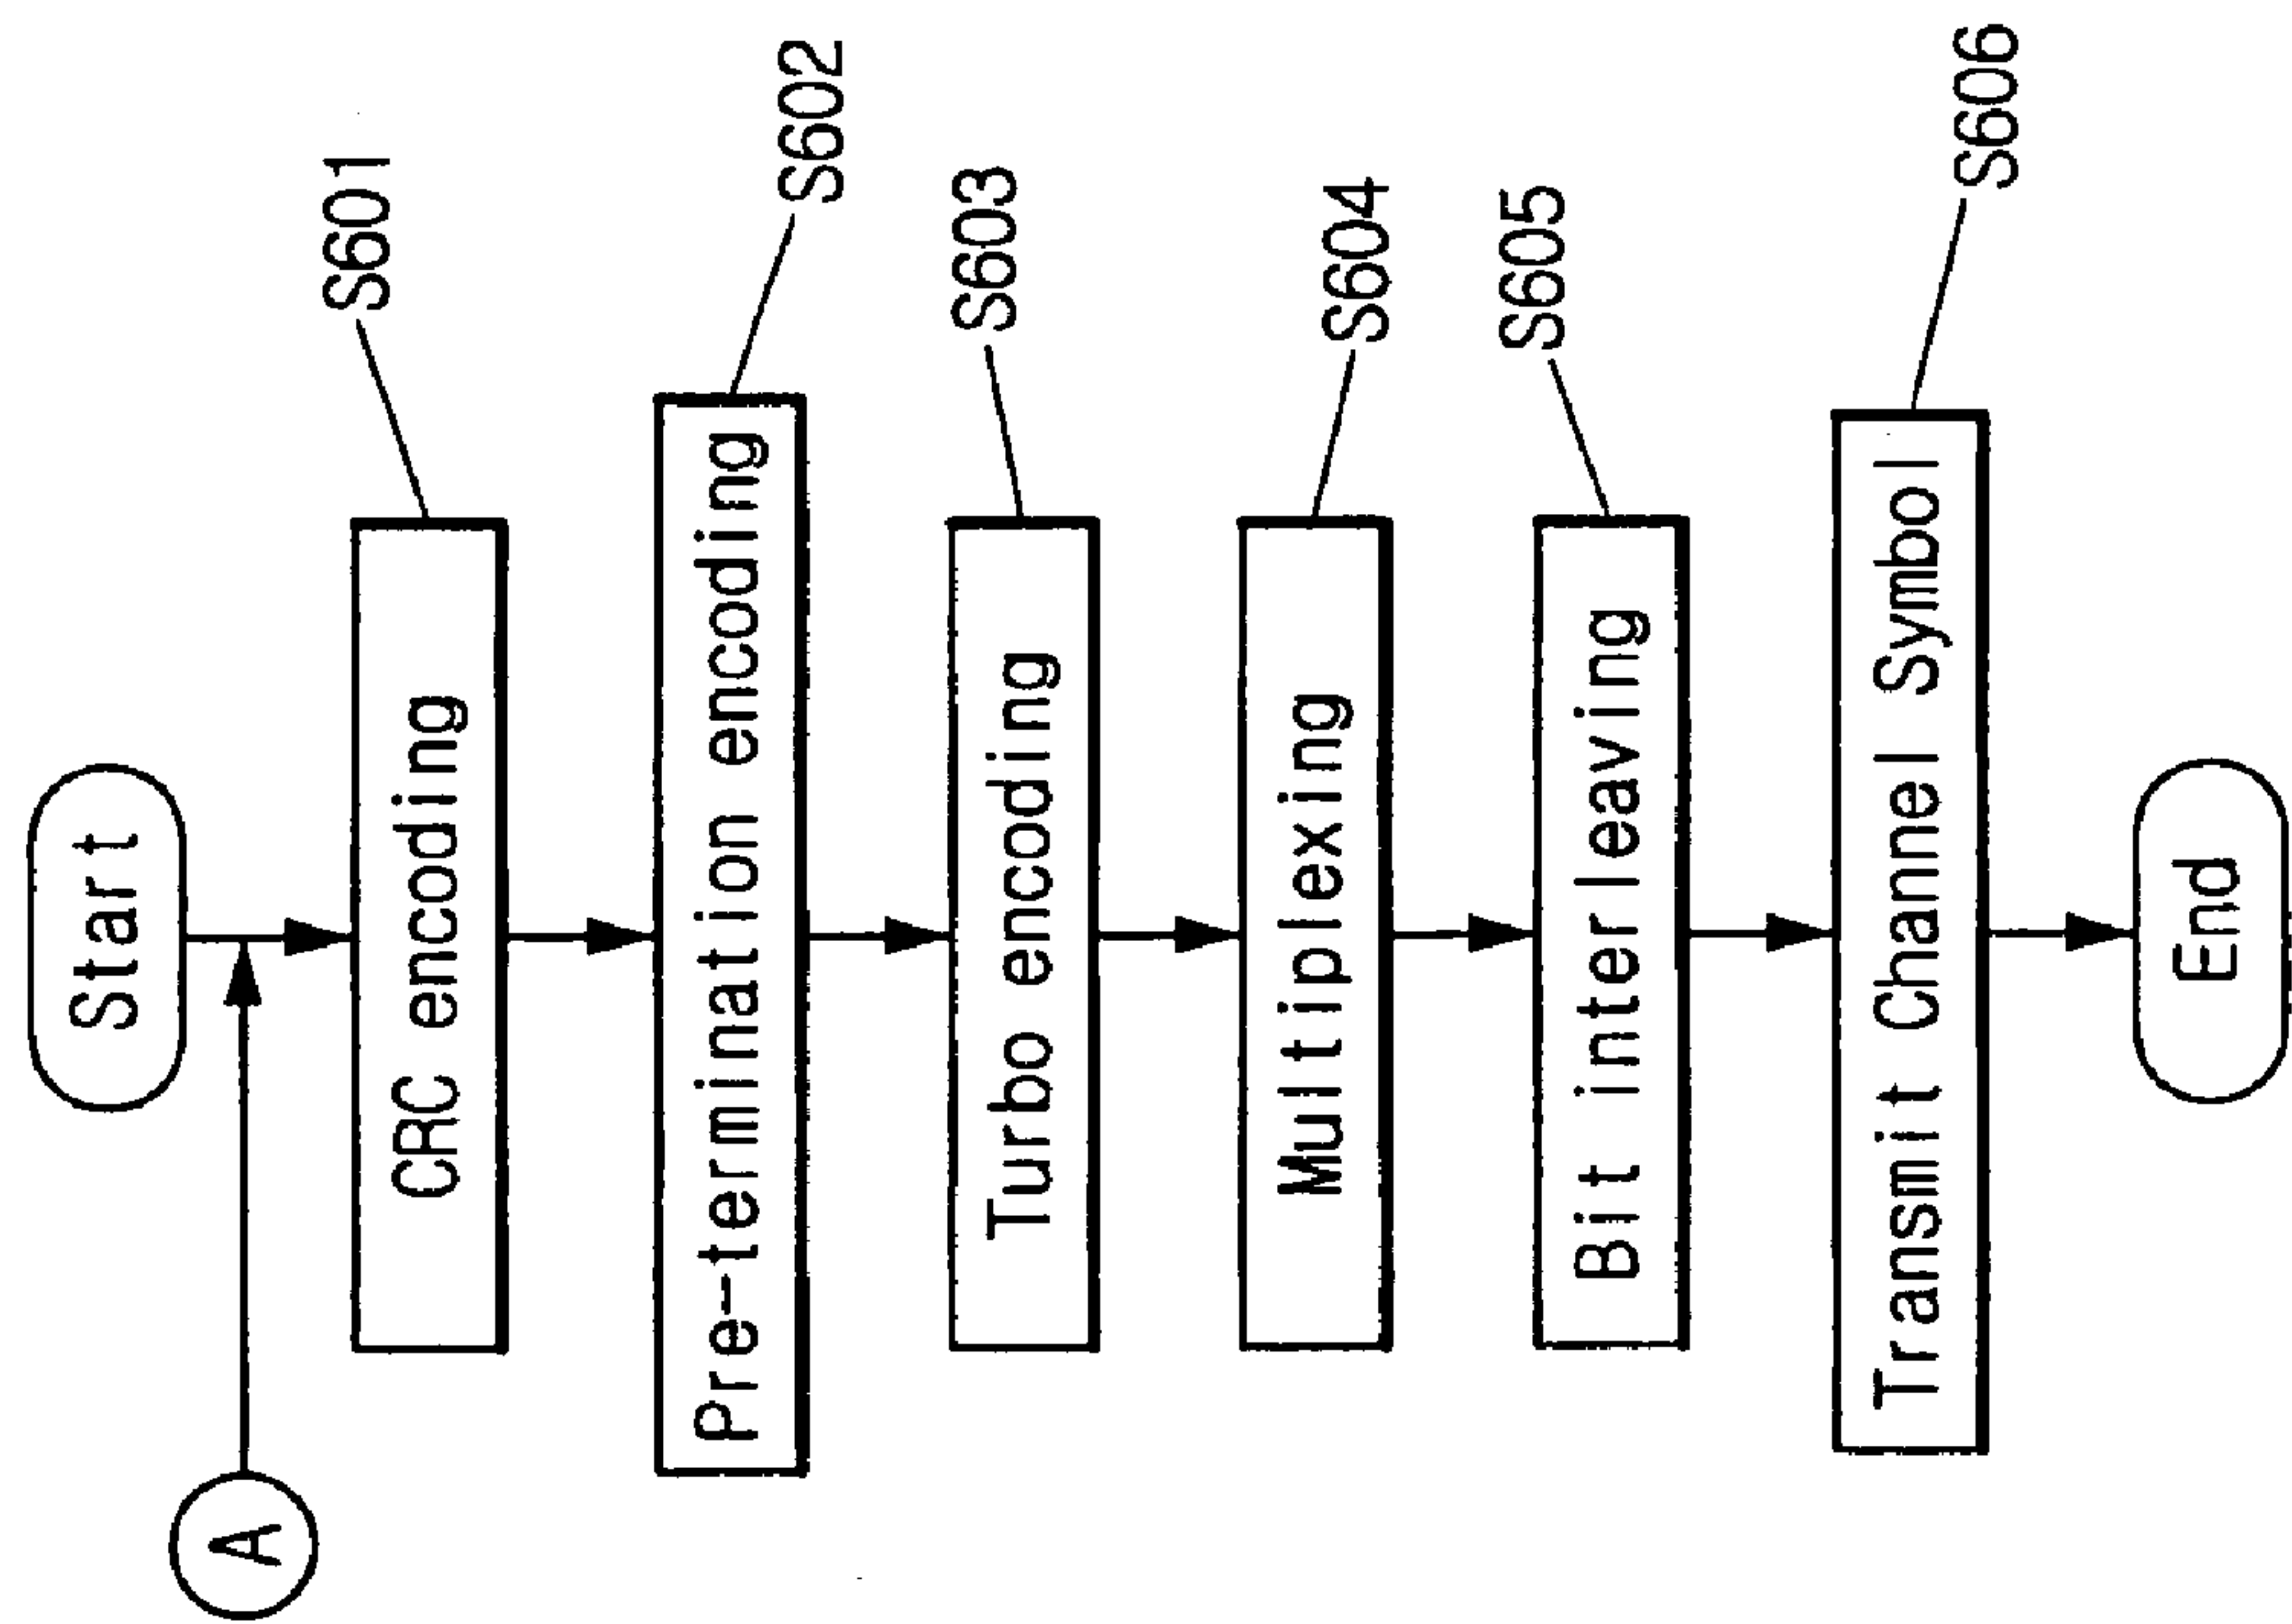 Start
A
CRC encoding
S601
Pre-termination encoding
S602
Turbo encoding
S603
Multiplexing
S604
Bit interleaving
S605
Transmit Channel Symbol
S606
End